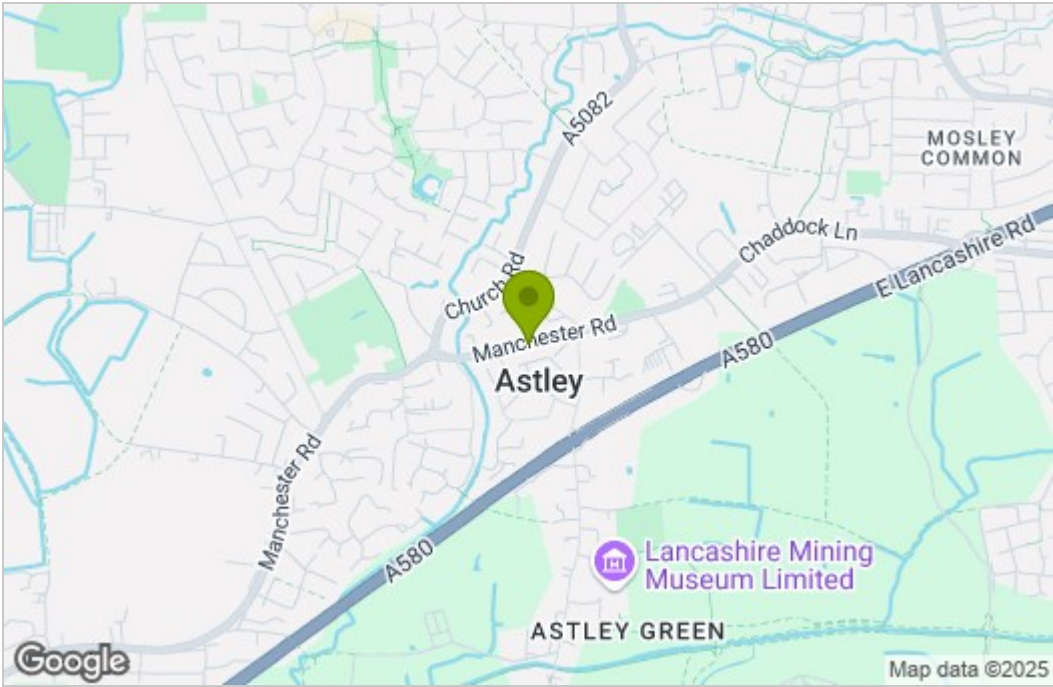 A5082
MOSLEY
COMMON
Chaddock Ln
E Lancashire Rd
Church Rd
Manchester Rd
A580
Astley
Manchester Rd
A580
Lancashire Mining
Museum Limited
ASTLEY GREEN
Google
Map data ©2025